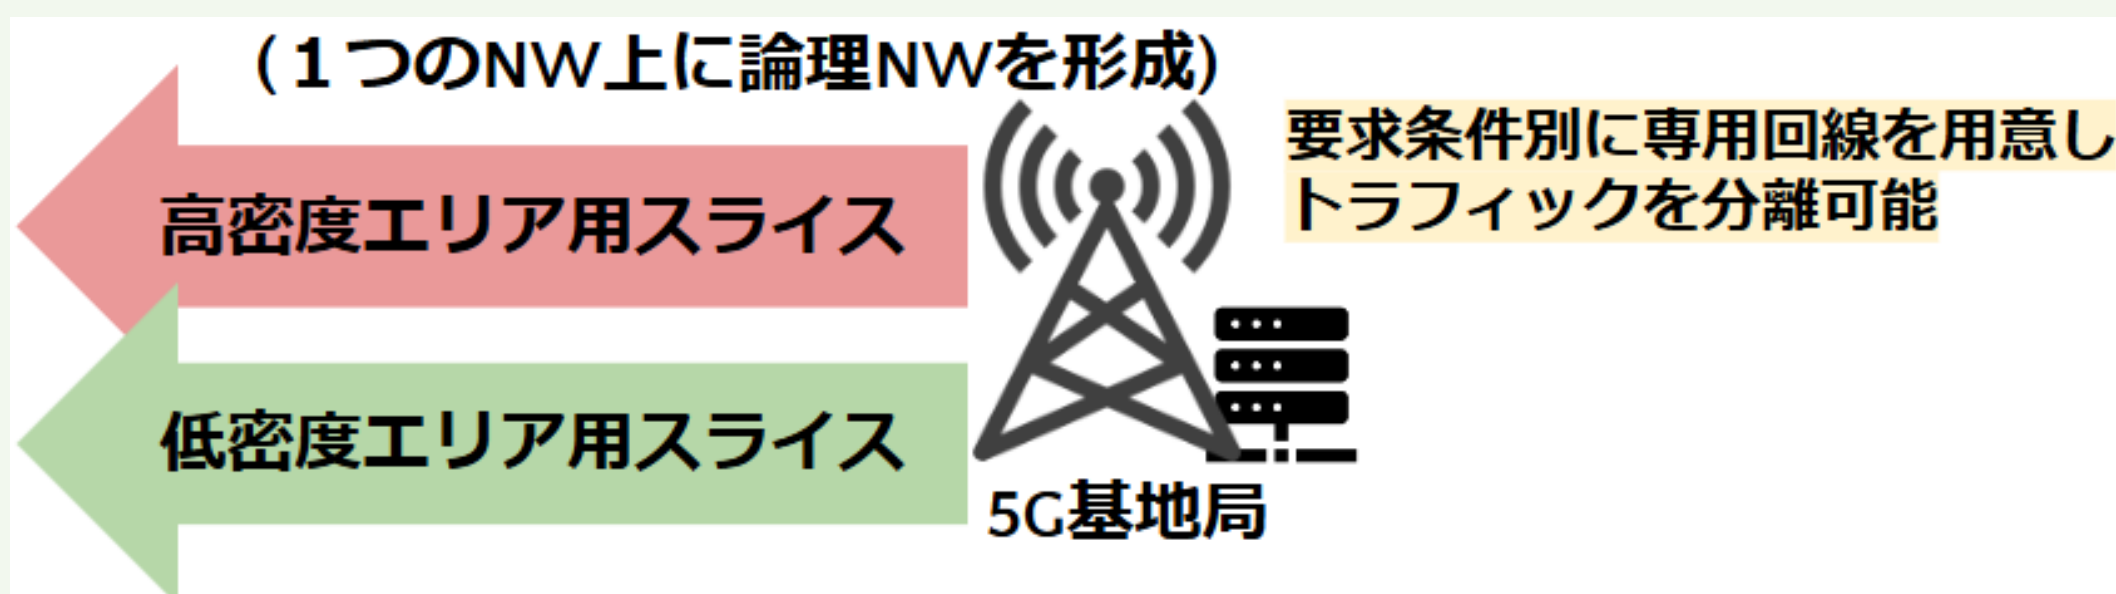 (１つのNW上に論理NWを形成)
要求条件別に専用回線を用意し
トラフィックを分離可能
高密度エリア用スライス
低密度エリア用スライス
5G基地局